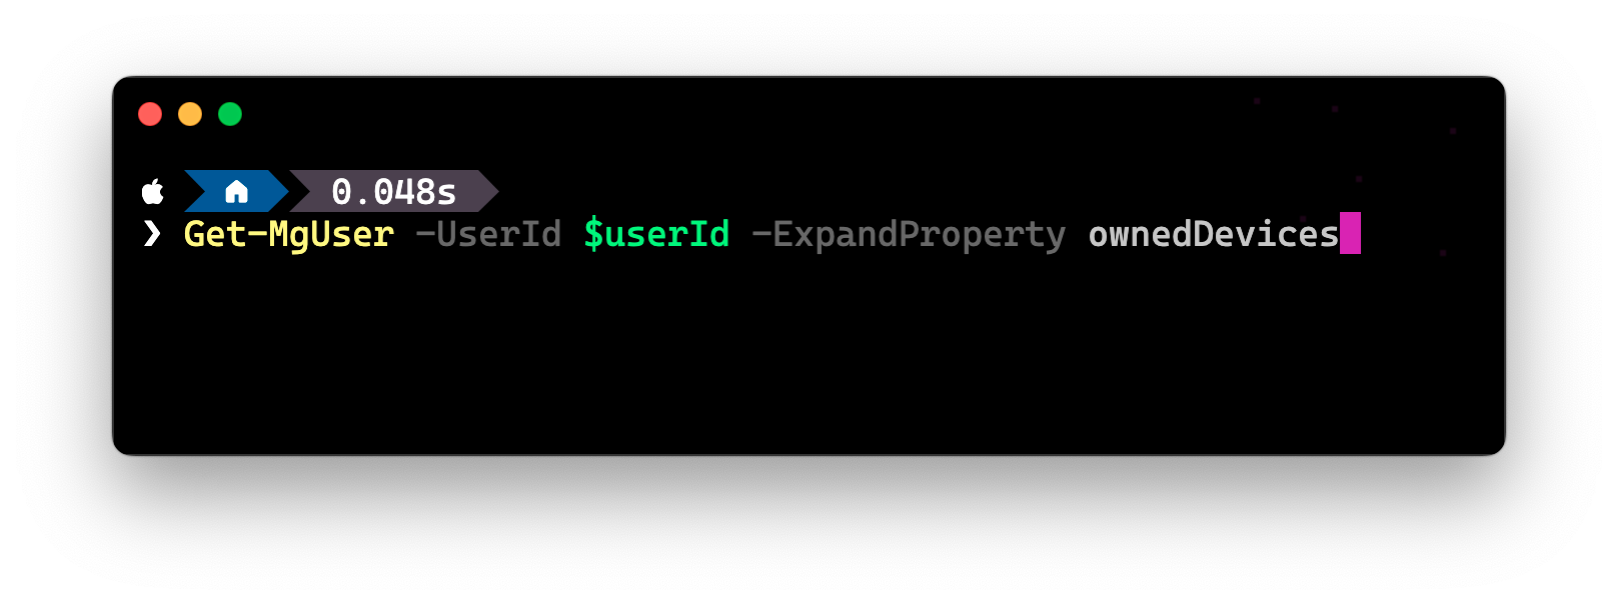 0.048s
❯ Get-MgUser -UserId $userId -ExpandProperty ownedDevices